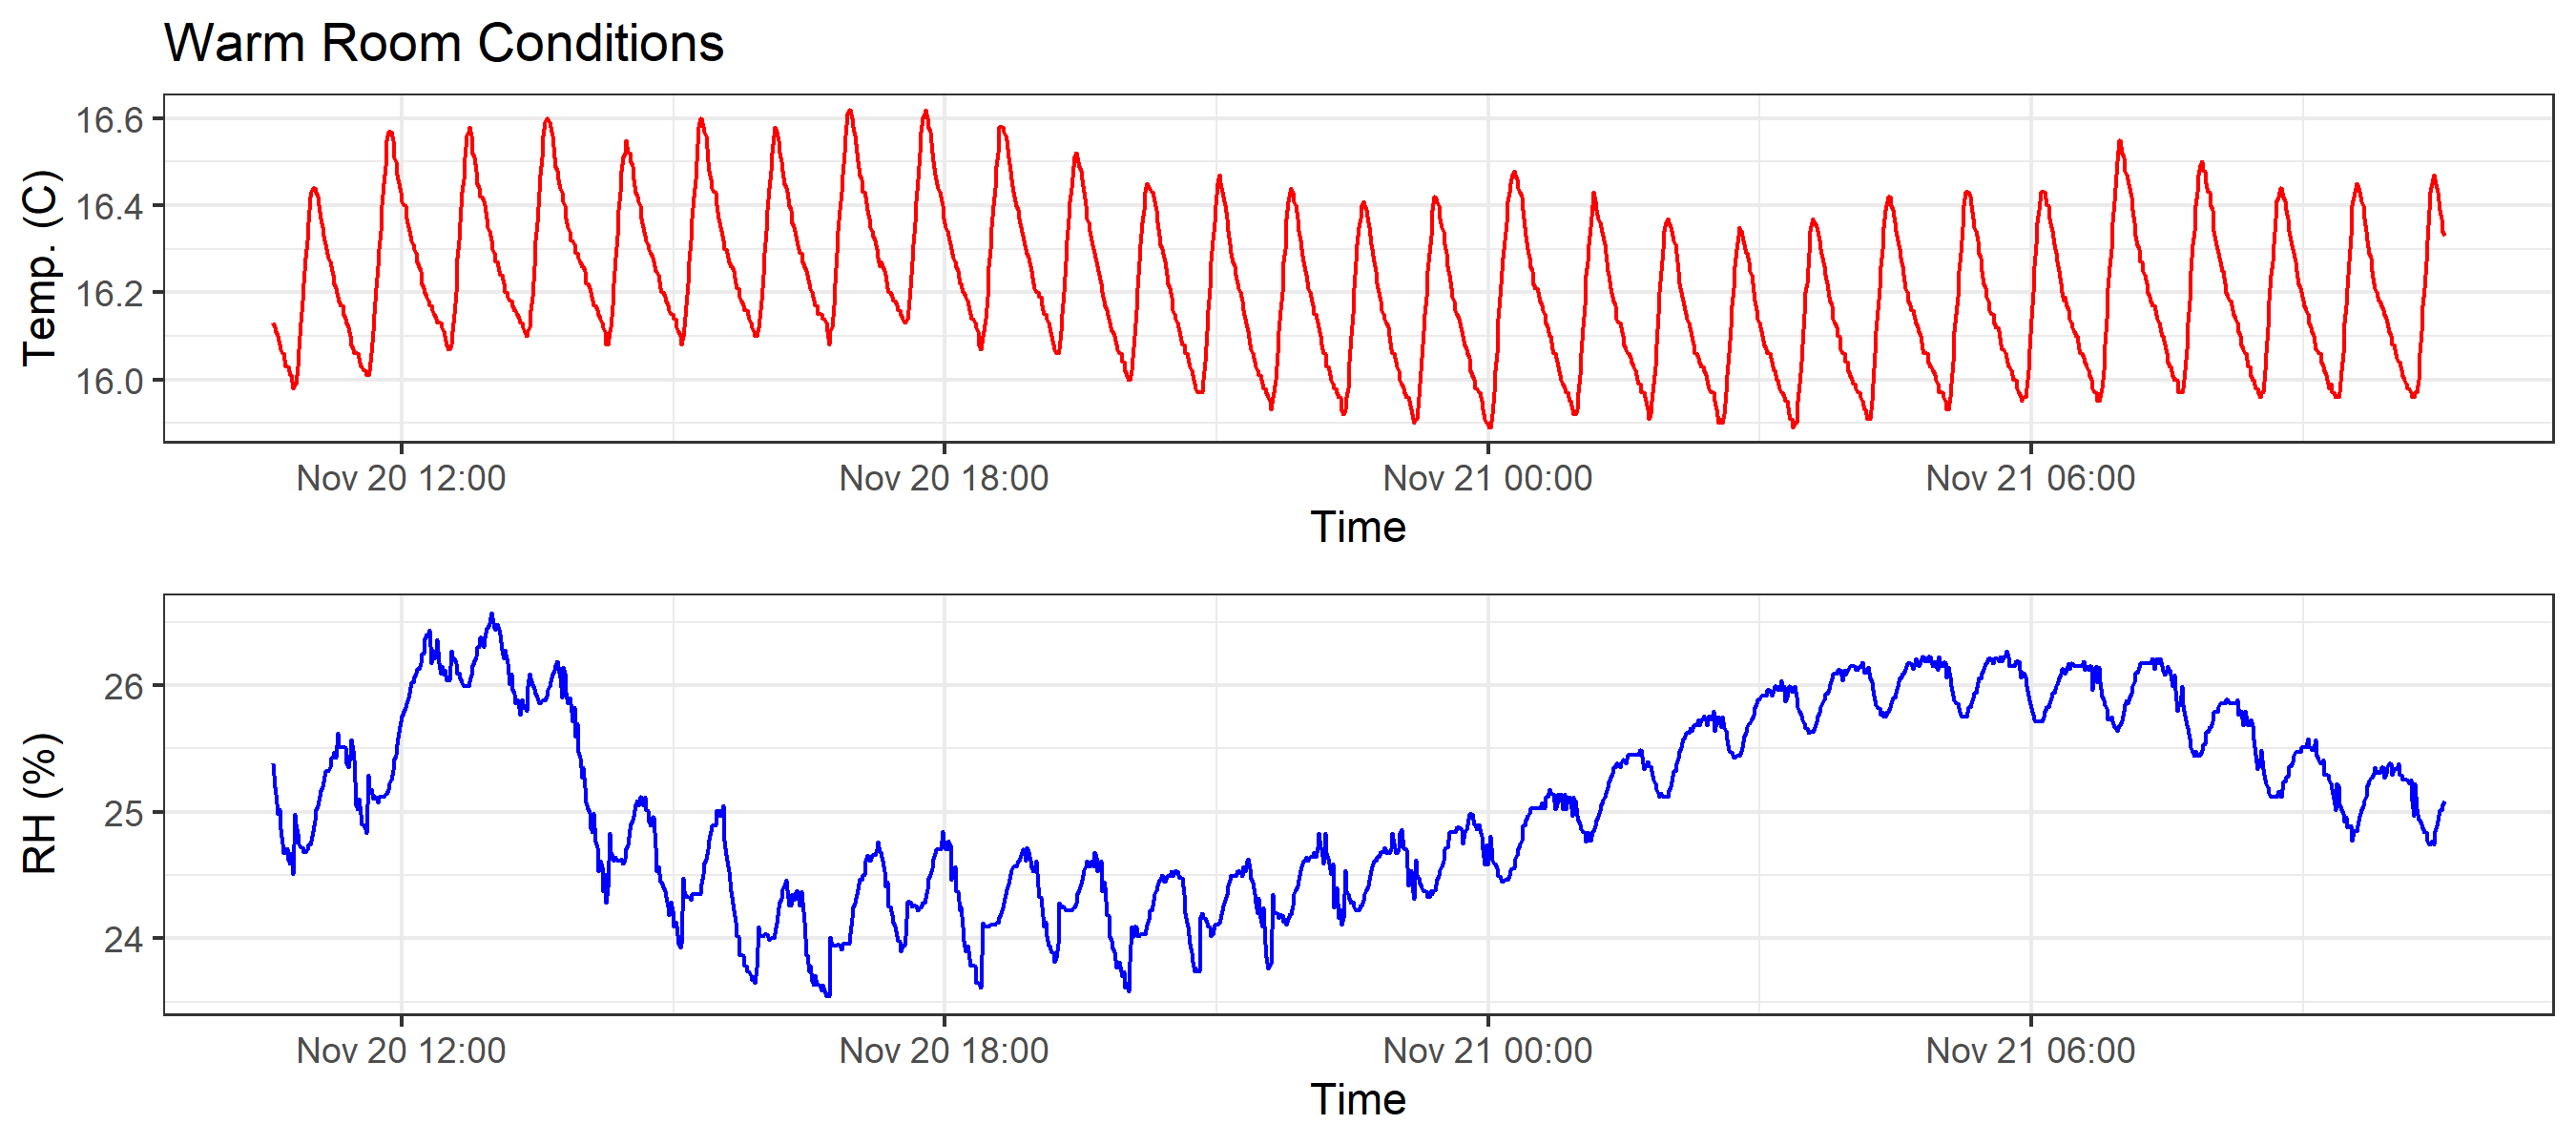 Warm Room Conditions
16.6
16.4
16.2
16.0
Temp. (C)
Nov 20 12:00 Nov 20 18:00 Nov 21 00:00 Nov 21 06:00
Time
26
25
24
RH (%)
Nov 20 12:00 Nov 20 18:00 Nov 21 00:00 Nov 21 06:00
Time